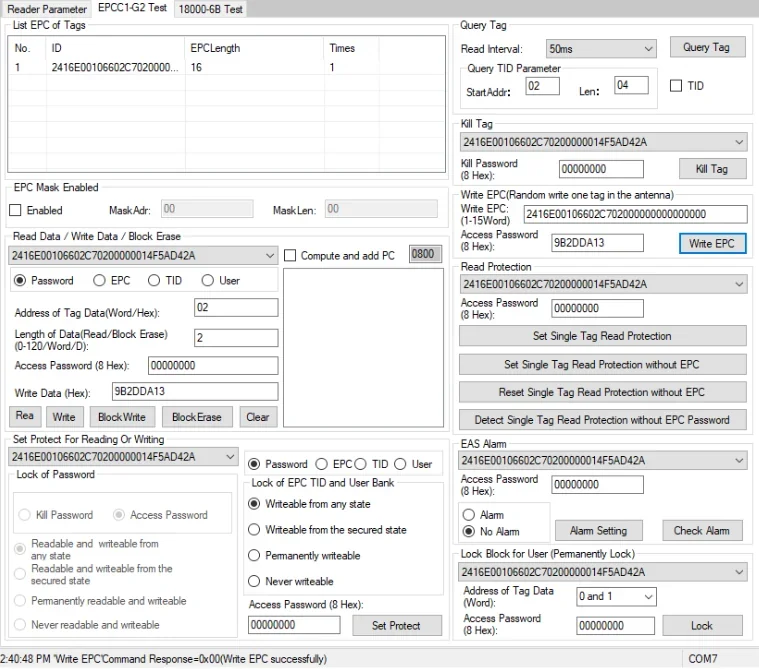 Reader Parameter EPCC1-G2 Test 18000-6B Test
List EPC of Tags
No. ID EPCLength Times
1 2416E00106602C7020000... 16 1
EPC Mask Enabled
Enabled MaskAdr: 00 MaskLen: 00
Read Data / Write Data / Block Erase
2416E00106602C70200000014F5AD42A Compute and add PC 0800
Password EPC TID User
Address of Tag Data(Word/Hex): 02
Length of Data(Read/Block Erase) 2
(0-120/Word/D):
Access Password (8 Hex): 00000000
Write Data (Hex): 9B2DDA13
Rea Write BlockWrite BlockErase Clear
Set Protect For Reading Or Writing
2416E00106602C70200000014F5AD42A
Lock of Password
Kill Password Access Password
Readable and writeable from
any state
Readable and writeable from the
secured state
Permanently readable and writeable
Never readable and writeable
Password EPC TID User
Lock of EPC TID and User Bank
Writeable from any state
Writeable from the secured state
Permanently writeable
Never writeable
Access Password (8 Hex):
00000000 Set Protect
Query Tag
Read Interval: 50ms Query Tag
Query TID Parameter
StartAddr: 02 Len: 04 TID
Kill Tag
2416E00106602C70200000014F5AD42A
Kill Password
(8 Hex): 00000000 Kill Tag
Write EPC(Random write one tag in the antenna)
Write EPC: 2416E00106602C702000000000000000
(1-15Word)
Access Password
(8 Hex): 9B2DDA13 Write EPC
Read Protection
2416E00106602C70200000014F5AD42A
Access Password
(8 Hex): 00000000
Set Single Tag Read Protection
Set Single Tag Read Protection without EPC
Reset Single Tag Read Protection without EPC
Detect Single Tag Read Protection without EPC Password
EAS Alarm
2416E00106602C70200000014F5AD42A
Access Password
(8 Hex): 00000000
Alarm
No Alarm Alarm Setting Check Alarm
Lock Block for User (Permanently Lock)
2416E00106602C70200000014F5AD42A
Address of Tag Data
(Word): 0 and 1
Access Password
(8 Hex): 00000000 Lock
2:40:48 PM 'Write EPC'Command Response=0x00(Write EPC successfully) COM7